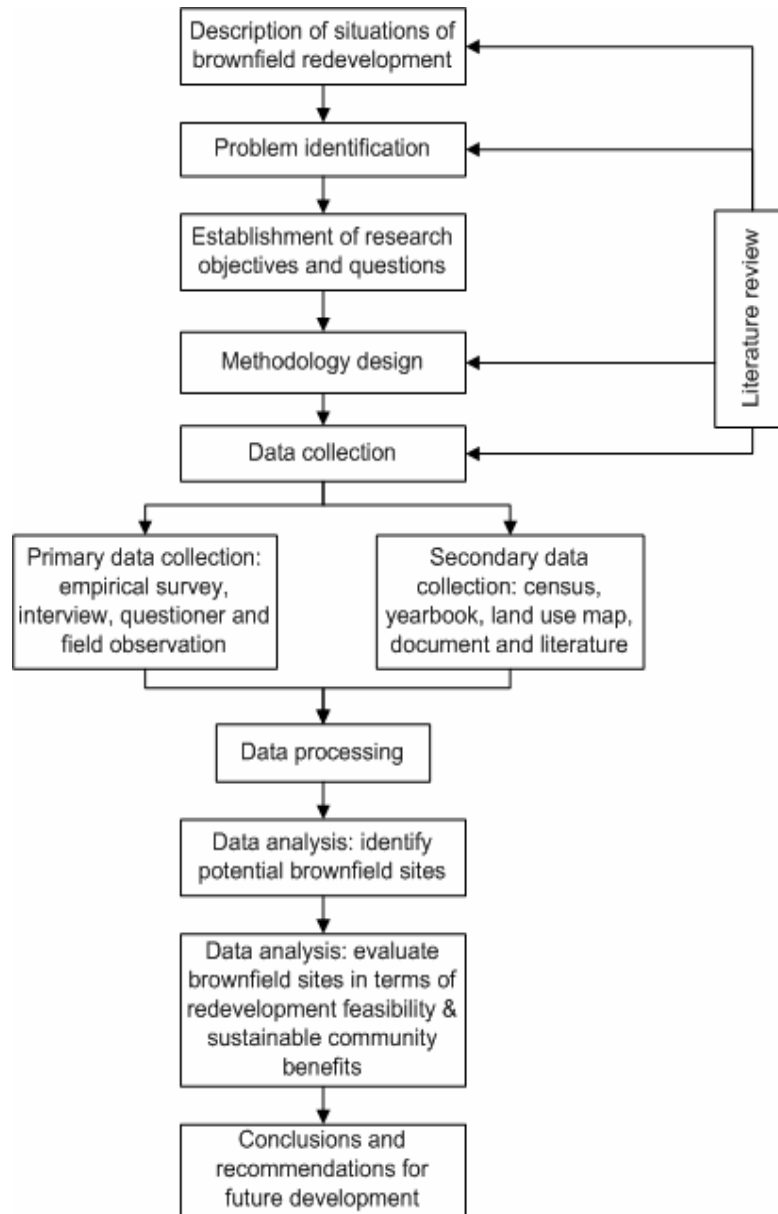 Description of situations of
brownfield redevelopment
Problem identification
Establishment of research
objectives and questions
Literature review
Methodology design
Data collection
Primary data collection:
empirical survey,
interview, questioner and
field observation
Secondary data
collection: census,
yearbook, land use map,
document and literature
Data processing
Data analysis: identify
potential brownfield sites
Data analysis: evaluate
brownfield sites in terms of
redevelopment feasibility &
sustainable community
benefits
Conclusions and
recommendations for
future development